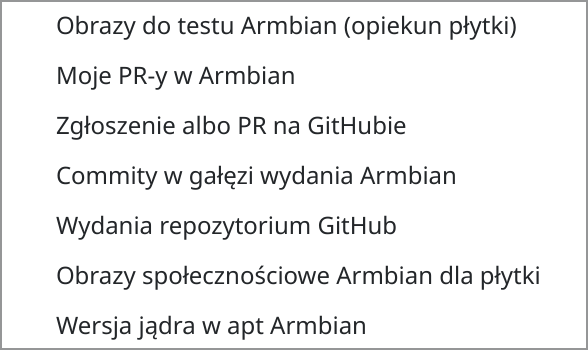 Obrazy do testu Armbian (opiekun płytki)
Moje PR-y w Armbian
Zgłoszenie albo PR na GitHubie
Commity w gałęzi wydania Armbian
Wydania repozytorium GitHub
Obrazy społecznościowe Armbian dla płytki
Wersja jądra w apt Armbian